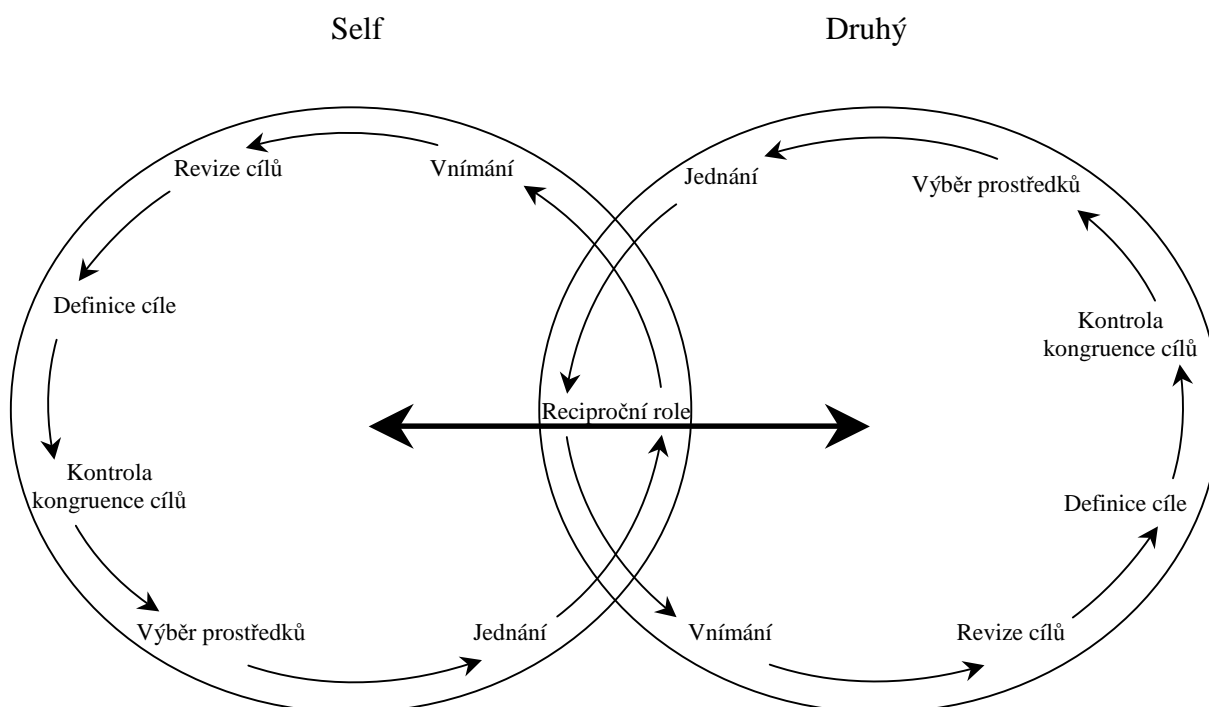 Self
Druhý
Revize cílů
Vnímání
Jednání
Výběr prostředků
Definice cíle
Kontrola
kongruence cílů
Reciproční role
Kontrola
kongruence cílů
Definice cíle
Výběr prostředků
Jednání
Vnímání
Revize cílů